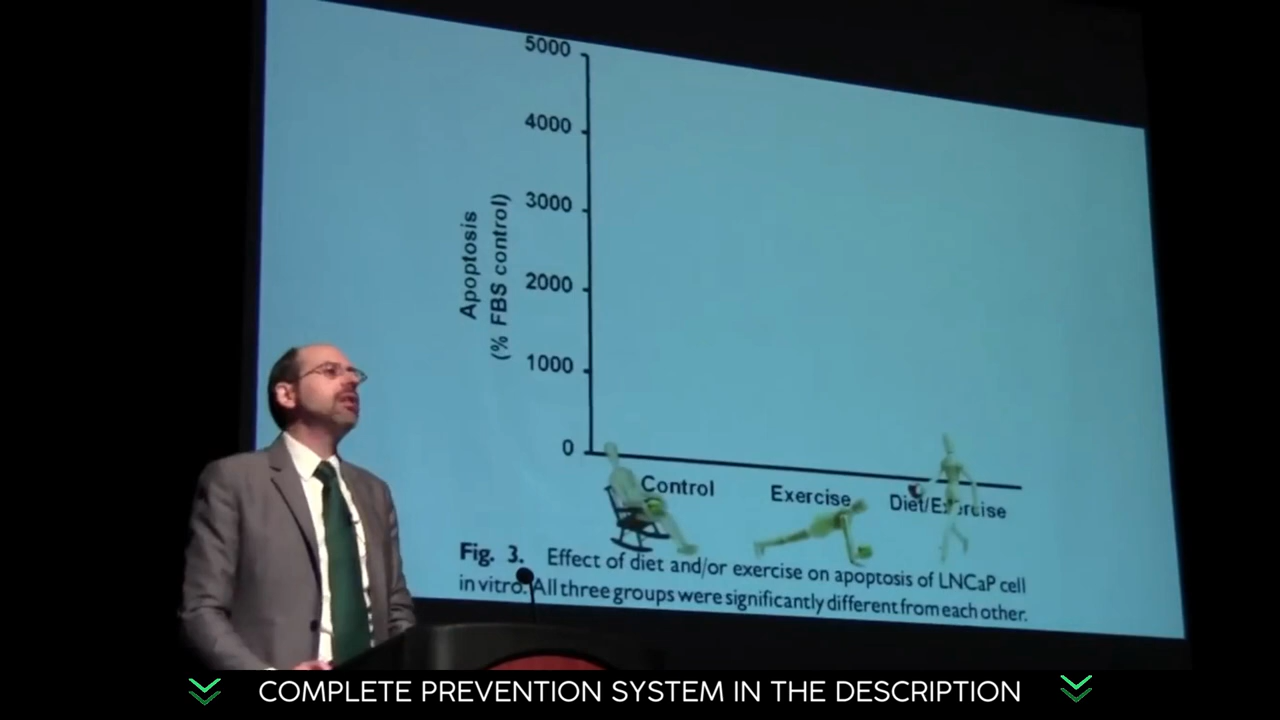 5000
4000
3000
2000
1000
0
Apoptosis
(% FBS control)
Control
Exercise
Diet/Exercise
Fig. 3. Effect of diet and/or exercise on apoptosis of LNCaP cell
in vitro. All three groups were significantly different from each other.
COMPLETE PREVENTION SYSTEM IN THE DESCRIPTION